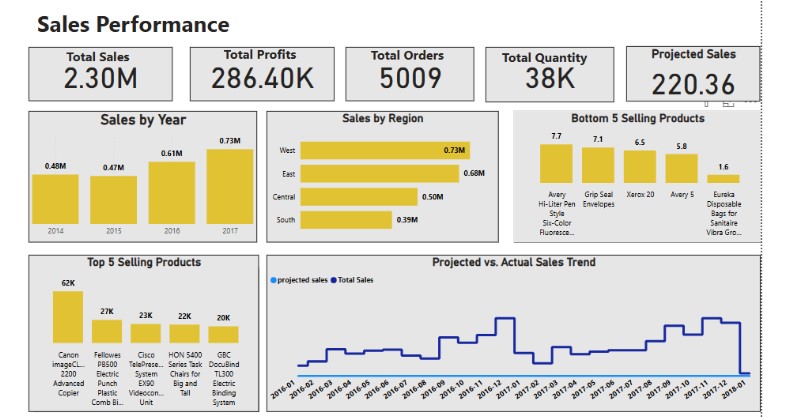 Sales Performance
Total Sales
2.30M
Total Profits
286.40K
Total Orders
5009
Total Quantity
38K
Projected Sales
220.36
Sales by Year
0.48M
0.47M
0.61M
0.73M
2014
2015
2016
2017
Sales by Region
West
0.73M
East
0.68M
Central
0.50M
South
0.39M
Bottom 5 Selling Products
7.7
7.1
6.5
5.8
1.6
Avery
Hi-Liter Pen
Style
Six-Color
Fluoresce...
Grip Seal
Envelopes
Xerox 20
Avery 5
Eureka
Disposable
Bags for
Sanitaire
Vibra Gro...
Top 5 Selling Products
62K
27K
23K
22K
20K
Canon
imageCL...
2200
Advanced
Copier
Fellowes
PB500
Electric
Punch
Plastic
Comb Bi...
Cisco
TelePrese...
System
EX90
Videocon...
Unit
HON 5400
Series Task
Chairs for
Big and
Tall
GBC
DocuBind
TL300
Electric
Binding
System
Projected vs. Actual Sales Trend
projected sales
Total Sales
2016-01
2016-02
2016-03
2016-04
2016-05
2016-06
2016-07
2016-08
2016-09
2016-10
2016-11
2016-12
2017-01
2017-02
2017-03
2017-04
2017-05
2017-06
2017-07
2017-08
2017-09
2017-10
2017-11
2017-12
2018-01